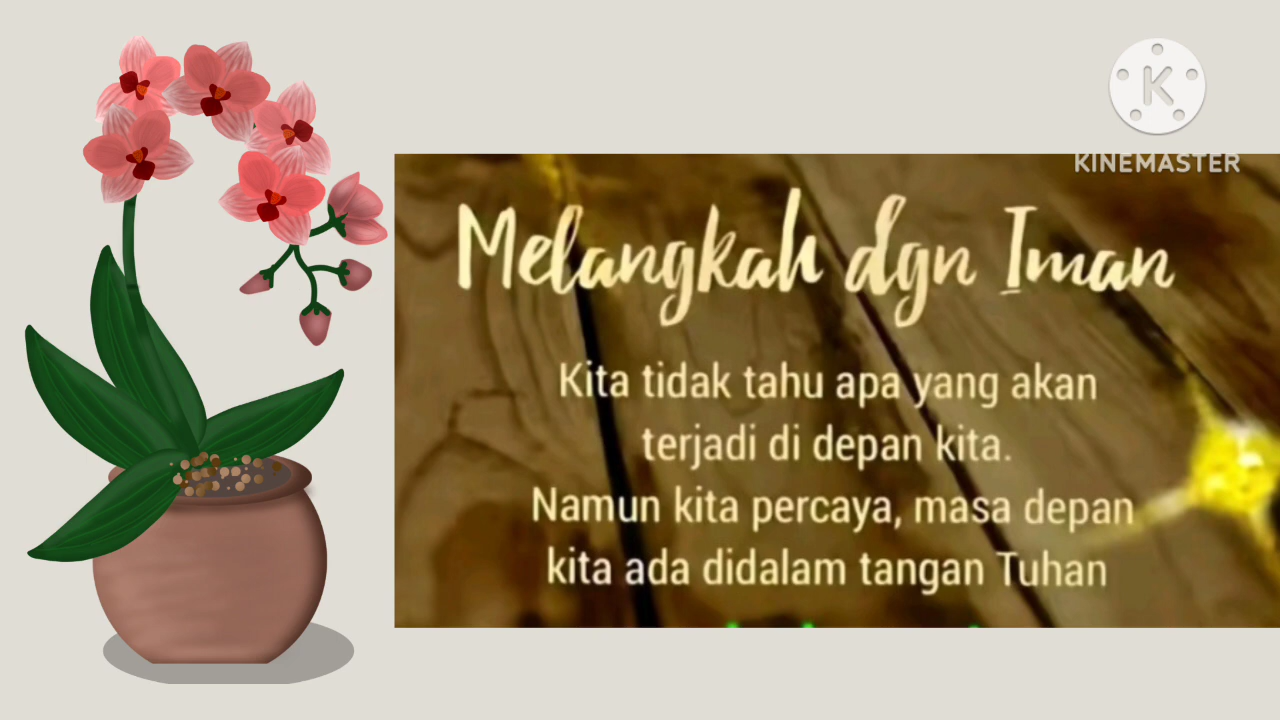 KINEMASTER
Melangkah dgn Iman
Kita tidak tahu apa yang akan
terjadi di depan kita.
Namun kita percaya, masa depan
kita ada didalam tangan Tuhan